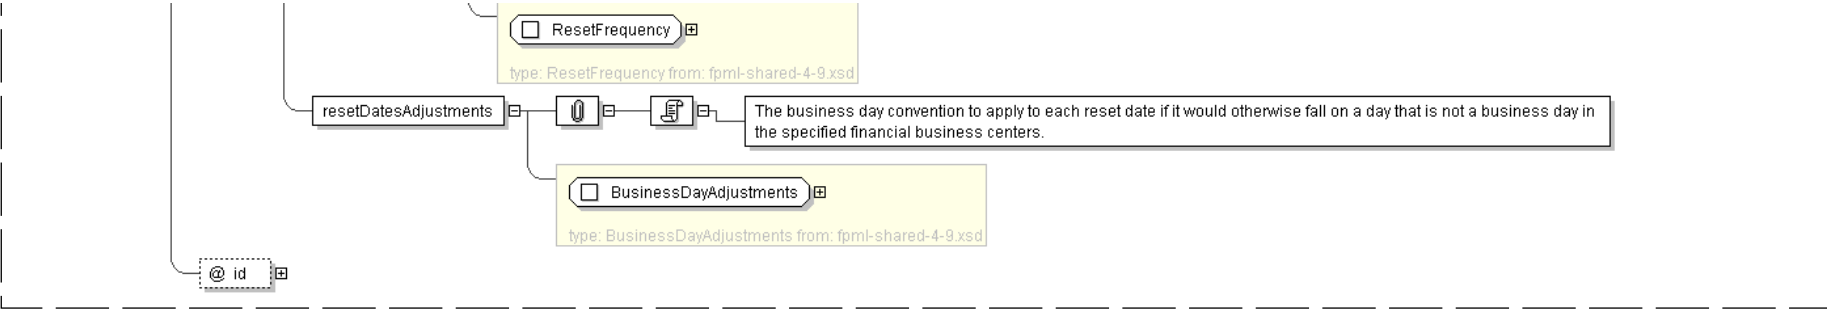 ResetFrequency
type: ResetFrequency from: fpml-shared-4-9.xsd
resetDatesAdjustments
The business day convention to apply to each reset date if it would otherwise fall on a day that is not a business day in
the specified financial business centers.
BusinessDayAdjustments
type: BusinessDayAdjustments from: fpml-shared-4-9.xsd
@ id